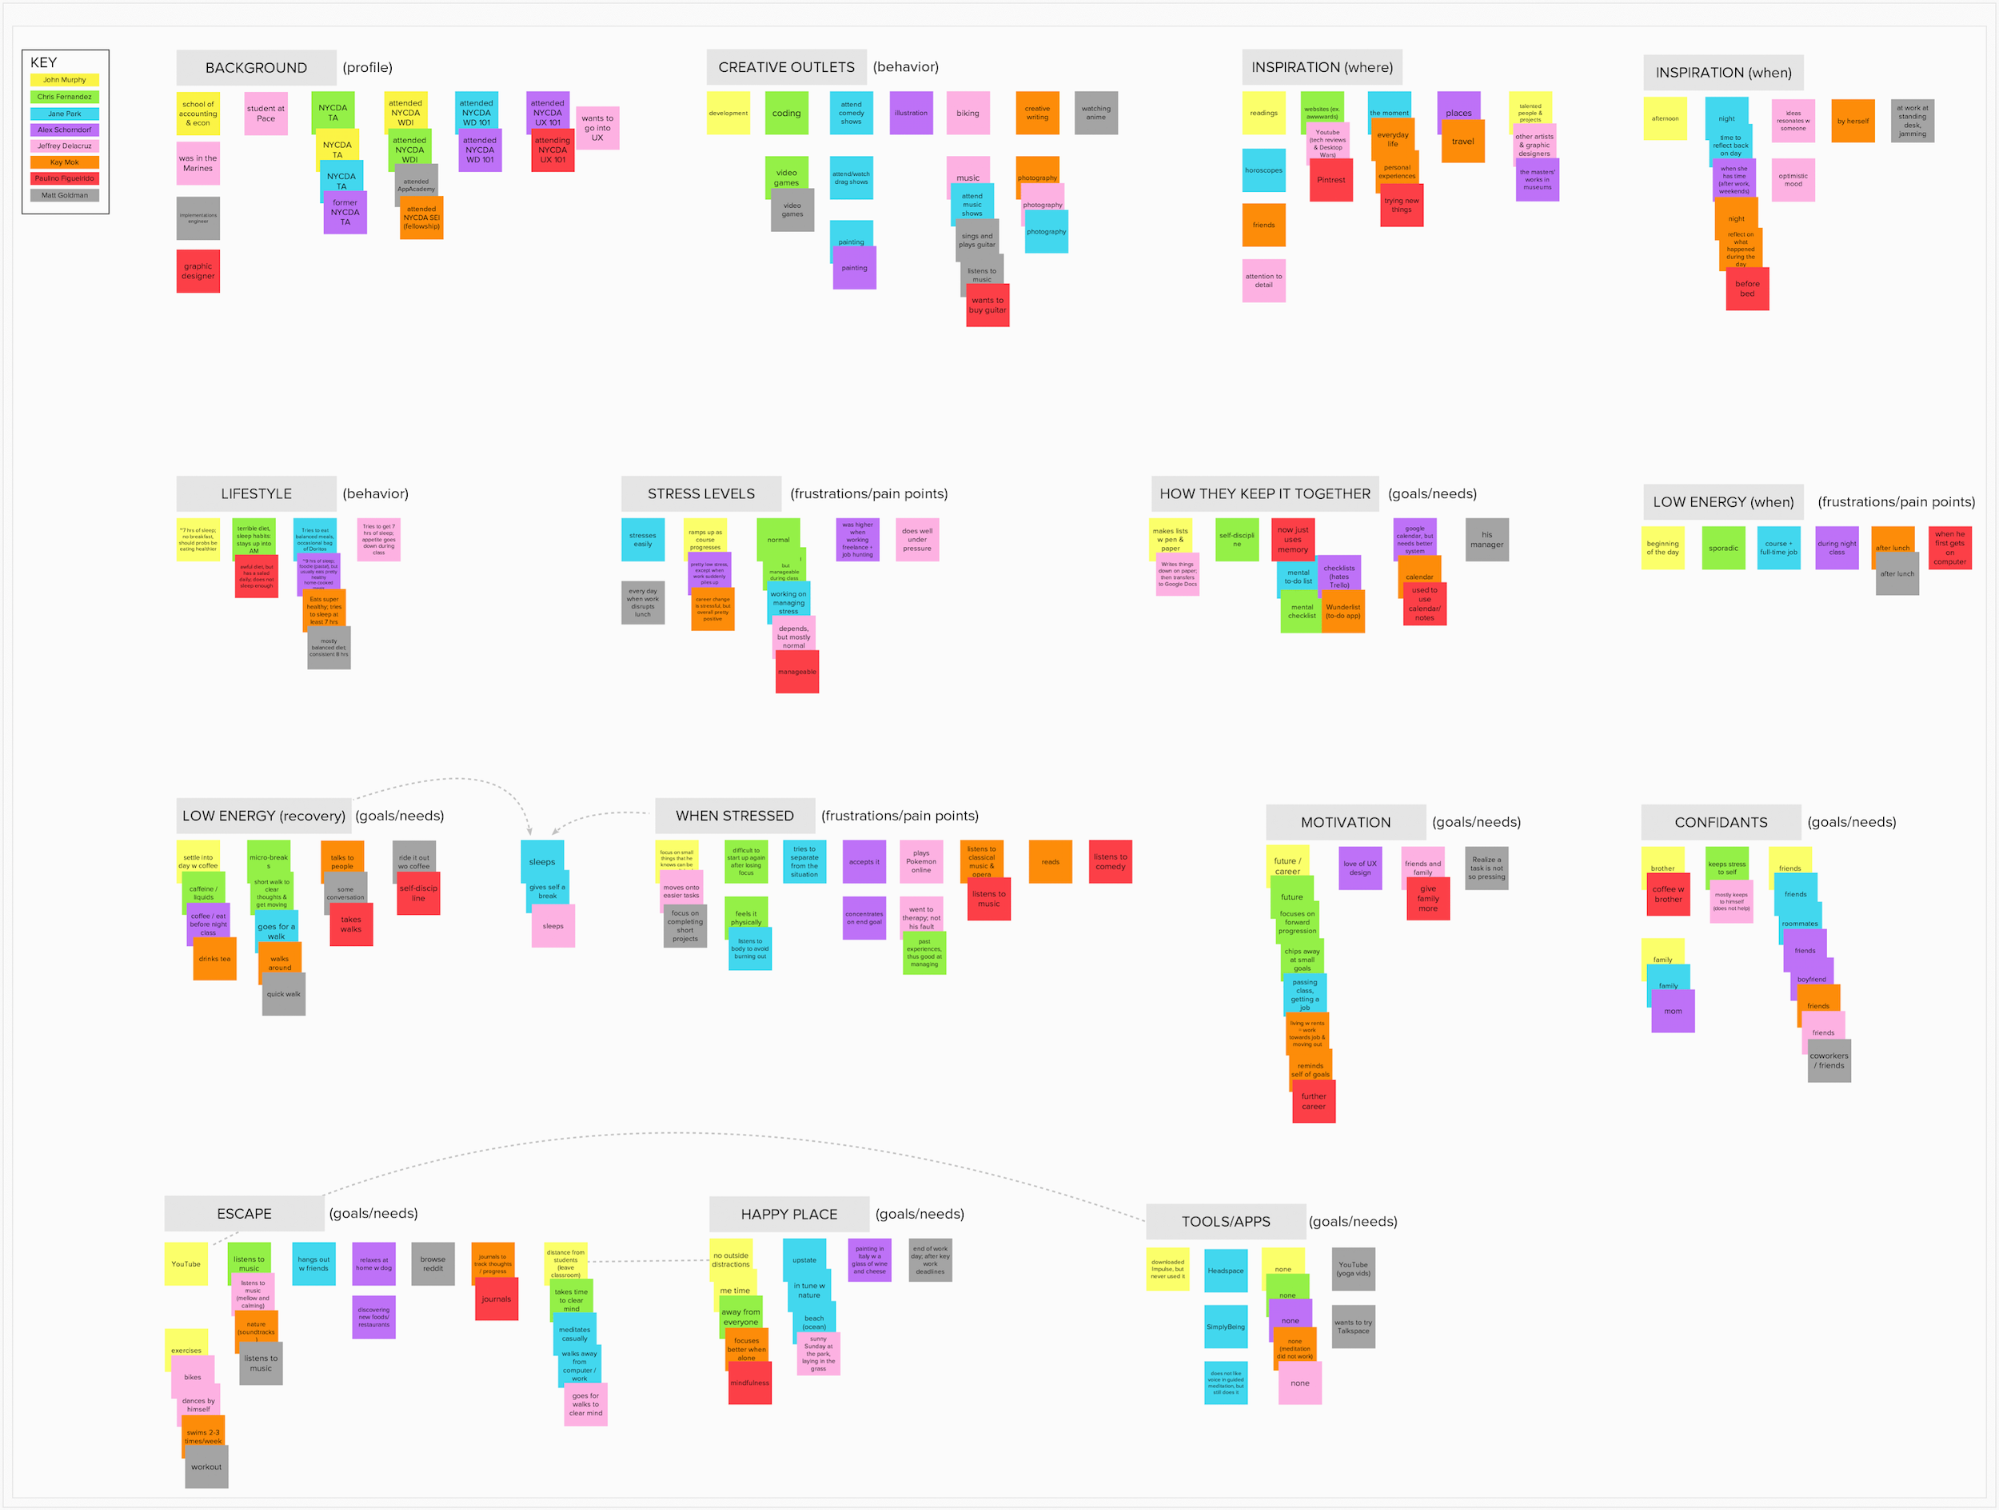 KEY
John Murphy
Chris Fernandez
Jane Park
Alex Scharndorf
Jeffrey Delacruz
Kay Mok
Paulino Figueirido
Matt Goldman
BACKGROUND
(profile)
school of
accounting
& econ
was in the
Marines
implementations
engineer
graphic
designer
student at
Pace
NYCDA
TA
NYCDA
TA
NYCDA
TA
former
NYCDA
TA
attended
NYCDA
WDI
attended
NYCDA
WDI
attended
AppAcademy
attended
NYCDA SEI
(fellowship)
attended
NYCDA
WD 101
attended
NYCDA
WD 101
attended
NYCDA
UX 101
attending
NYCDA
UX 101
wants to
go into
UX
CREATIVE OUTLETS
(behavior)
development
coding
video
games
video
games
attend
comedy
shows
attend/watch
drag shows
painting
painting
illustration
biking
music
attend
music
shows
sings and
plays guitar
listens to
music
wants to
buy guitar
creative
writing
photography
photography
photography
watching
anime
INSPIRATION (where)
readings
horoscopes
friends
attention to
detail
websites (ex.
awwwards)
Youtube
(tech reviews
& Desktop
Wars)
Pintrest
the moment
everyday
life
personal
experiences
trying new
things
places
travel
talented
people &
projects
other artists
& graphic
designers
the masters'
works in
museums
INSPIRATION (when)
afternoon
night
time to
reflect back
on day
when she
has time
(after work,
weekends)
night
reflect on
what
happened
during the
day
before
bed
ideas
resonates w
someone
optimistic
mood
by herself
at work at
standing
desk,
jamming
LIFESTYLE
(behavior)
~7 hrs of sleep;
no breakfast,
should probs be
eating healthier
terrible diet,
sleep habits:
stays up into
AM
awful diet, but
has a salad
daily; does not
sleep enough
Tries to eat
balanced meals,
occasional bag
of Doritos
Eats super
healthy; tries
to sleep at
least 7 hrs
mostly
balanced diet,
consistent 8 hrs
Tries to get 7
hrs of sleep;
appetite goes
down during
class
STRESS LEVELS
(frustrations/pain points)
stresses
easily
every day
when work
disrupts
lunch
ramps up as
course
progresses
pretty low stress,
except when
work suddenly
piles up
career change
is stressful, but
overall pretty
positive
normal
but
manageable
during class
working on
managing
stress
depends,
but mostly
normal
manageable
was higher
when
working
freelance +
job hunting
does well
under
pressure
HOW THEY KEEP IT TOGETHER
(goals/needs)
makes lists
w pen &
paper
Writes things
down on paper;
then transfers
to Google Docs
self-discipli
ne
now just
uses
memory
mental
to-do list
checklists
(hates
Trello)
mental
checklist
Wunderlist
(to-do app)
google
calendar, but
needs better
system
calendar
used to
use
calendar/
notes
his
manager
LOW ENERGY (when)
(frustrations/pain points)
beginning
of the day
sporadic
course +
full-time job
during night
class
after lunch
after lunch
when he
first gets
on
computer
LOW ENERGY (recovery)
(goals/needs)
settle into
day w coffee
caffeine /
liquids
coffee / eat
before night
class
drinks tea
micro-break
s
short walk to
clear
thoughts &
get moving
goes for a
walk
walks
around
quick walk
talks to
people
some
conversation
takes
walks
ride it out
wo coffee
self-discip
line
sleeps
gives self a
break
sleeps
WHEN STRESSED
(frustrations/pain points)
focus on small
things that he
knows can be
moves onto
easier tasks
focus on
completing
short
projects
difficult to
start up again
after losing
focus
feels it
physically
listens to
body to avoid
burning out
tries to
separate from
the situation
accepts it
concentrates
on end goal
plays
Pokemon
online
went to
therapy; not
his fault
past
experiences,
thus good at
managing
listens to
classical
music &
opera
listens to
music
reads
listens to
comedy
MOTIVATION
(goals/needs)
future /
career
future
focuses on
forward
progression
chips away
at small
goals
passing
class,
getting a
job
living w rents
= work
towards job &
moving out
reminds
self of goals
further
career
love of UX
design
friends and
family
give
family
more
Realize a
task is not
so pressing
CONFIDANTS
(goals/needs)
brother
coffee w
brother
family
family
mom
keeps stress
to self
mostly keeps
to himself
(does not help)
friends
friends
roommates
friends
boyfriend
friends
friends
coworkers
/ friends
ESCAPE
(goals/needs)
YouTube
exercises
bikes
dances by
himself
swims 2-3
times/week
workout
listens to
music
listens to
music
(mellow and
calming)
nature
(soundtracks
)
listens to
music
hangs out
w friends
relaxes at
home w dog
discovering
new foods/
restaurants
browse
reddit
journals to
track thoughts
/ progress
journals
distance from
students
(leave
classroom)
takes time
to clear
mind
meditates
casually
walks away
from
computer /
work
goes for
walks to
clear mind
HAPPY PLACE
(goals/needs)
no outside
distractions
me time
away from
everyone
focuses
better when
alone
mindfulness
upstate
in tune w
nature
beach
(ocean)
sunny
Sunday at
the park,
laying in the
grass
painting in
Italy w a
glass of wine
and cheese
end of work
day; after key
work
deadlines
TOOLS/APPS
(goals/needs)
downloaded
Impulse, but
never used it
Headspace
SimplyBeing
does not like
voice in guided
meditation, but
still does it
none
none
none
none
(meditation
did not work)
none
YouTube
(yoga vids)
wants to try
Talkspace